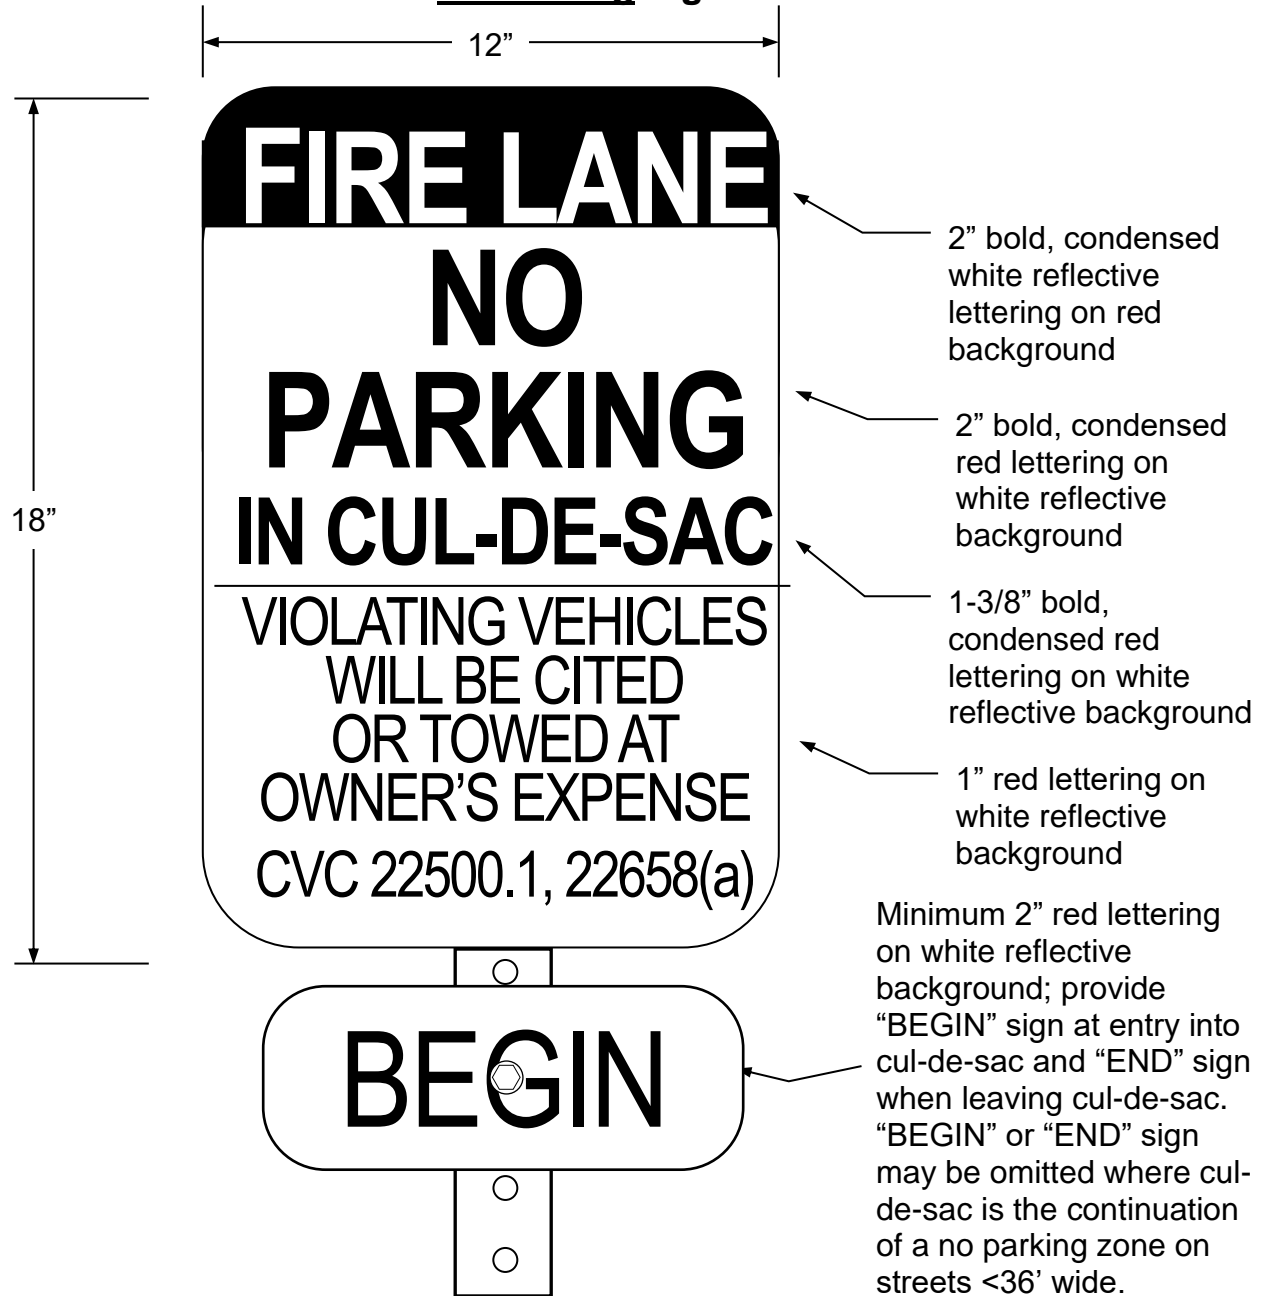 12”
18”
FIRE LANE
NO
PARKING
IN CUL-DE-SAC
VIOLATING VEHICLES
WILL BE CITED
OR TOWED AT
OWNER’S EXPENSE
CVC 22500.1, 22658(a)
BEGIN
2” bold, condensed
white reflective
lettering on red
background
2” bold, condensed
red lettering on
white reflective
background
1-3/8” bold,
condensed red
lettering on white
reflective background
1” red lettering on
white reflective
background
Minimum 2” red lettering
on white reflective
background; provide
“BEGIN” sign at entry into
cul-de-sac and “END” sign
when leaving cul-de-sac.
“BEGIN” or “END” sign
may be omitted where cul-
de-sac is the continuation
of a no parking zone on
streets <36’ wide.